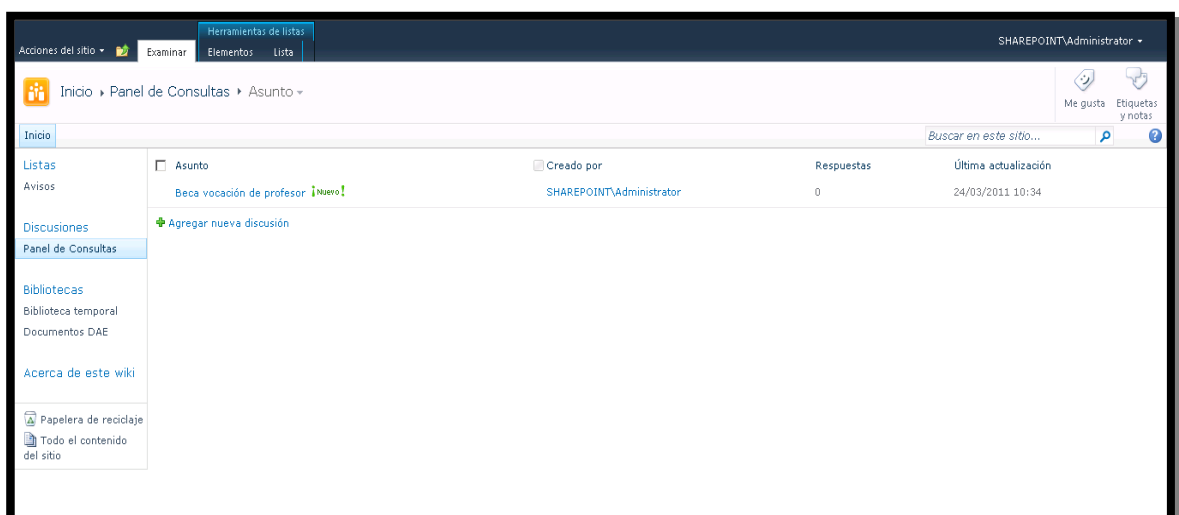 Herramientas de listas
Acciones del sitio Examinar Elementos Lista SHAREPOINT\Administrator
Inicio Panel de Consultas Asunto
Me gusta Etiquetas y notas
Inicio Buscar en este sitio...
Listas
Avisos
Discusiones
Panel de Consultas
Bibliotecas
Biblioteca temporal
Documentos DAE
Acerca de este wiki
Papelera de reciclaje
Todo el contenido
del sitio
Asunto Creado por Respuestas Última actualización
Beca vocación de profesor ¡Nuevo! SHAREPOINT\Administrator 0 24/03/2011 10:34
Agregar nueva discusión